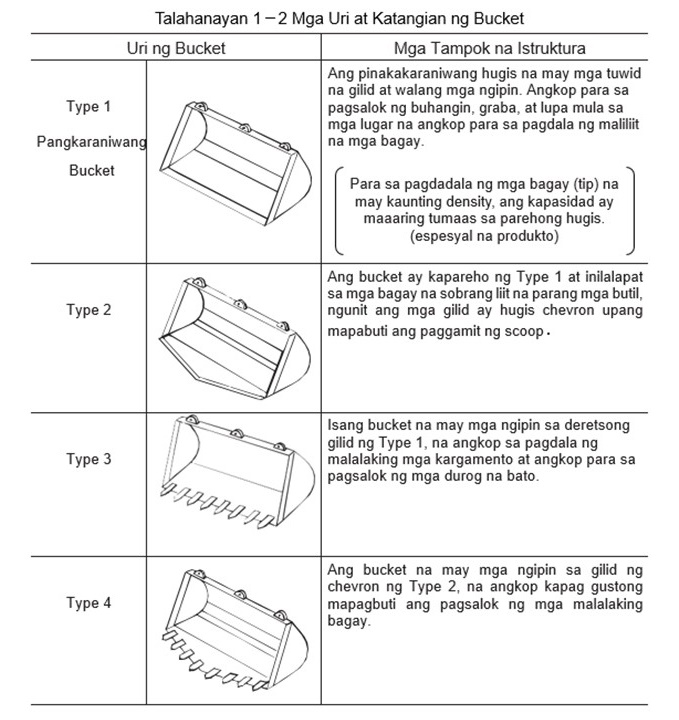 Talahanayan 1－2 Mga Uri at Katangian ng Bucket
Uri ng Bucket
Mga Tampok na Istruktura
Type 1
Pangkaraniwang
Bucket
Ang pinakakaraniwang hugis na may mga tuwid
na gilid at walang mga ngipin. Angkop para sa
pagsalok ng buhangin, graba, at lupa mula sa
mga lugar na angkop para sa pagdala ng maliliit
na mga bagay.
Para sa pagdadala ng mga bagay (tip) na
may kaunting density, ang kapasidad ay
maaaring tumaas sa parehong hugis.
(espesyal na produkto)
Type 2
Ang bucket ay kapareho ng Type 1 at inilalapat
sa mga bagay na sobrang liit na parang mga butil,
ngunit ang mga gilid ay hugis chevron upang
mapabuti ang paggamit ng scoop.
Type 3
Isang bucket na may mga ngipin sa deretsong
gilid ng Type 1, na angkop sa pagdala ng
malalaking mga kargamento at angkop para sa
pagsalok ng mga durog na bato.
Type 4
Ang bucket na may mga ngipin sa gilid ng
chevron ng Type 2, na angkop kapag gustong
mapagbuti ang pagsalok ng mga malalaking
bagay.